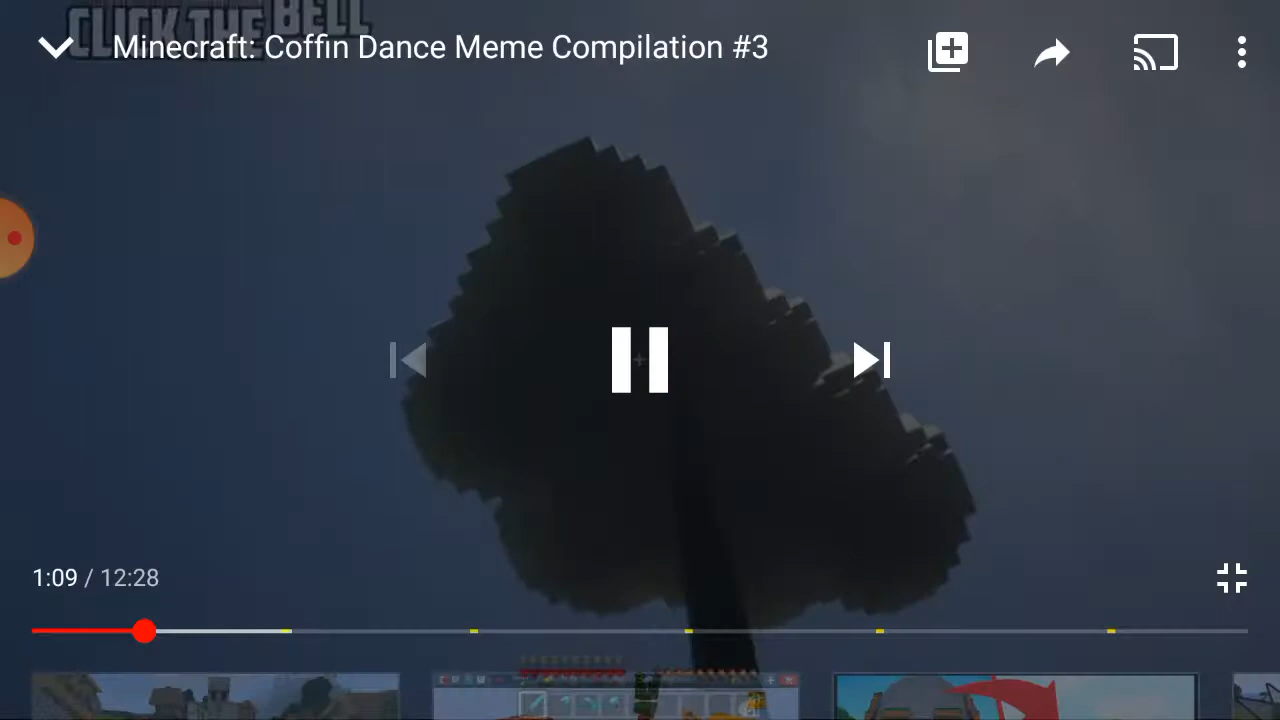 CLICK THE BELL
Minecraft: Coffin Dance Meme Compilation #3
1:09 / 12:28